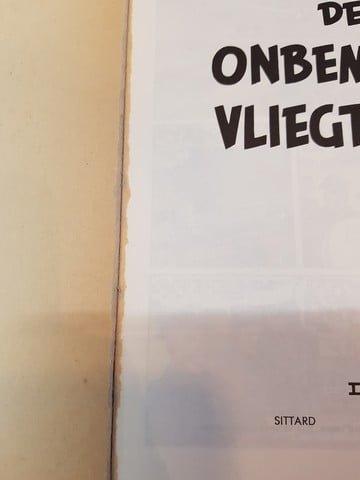 DE
ONBEN
VLIEGT
SITTARD